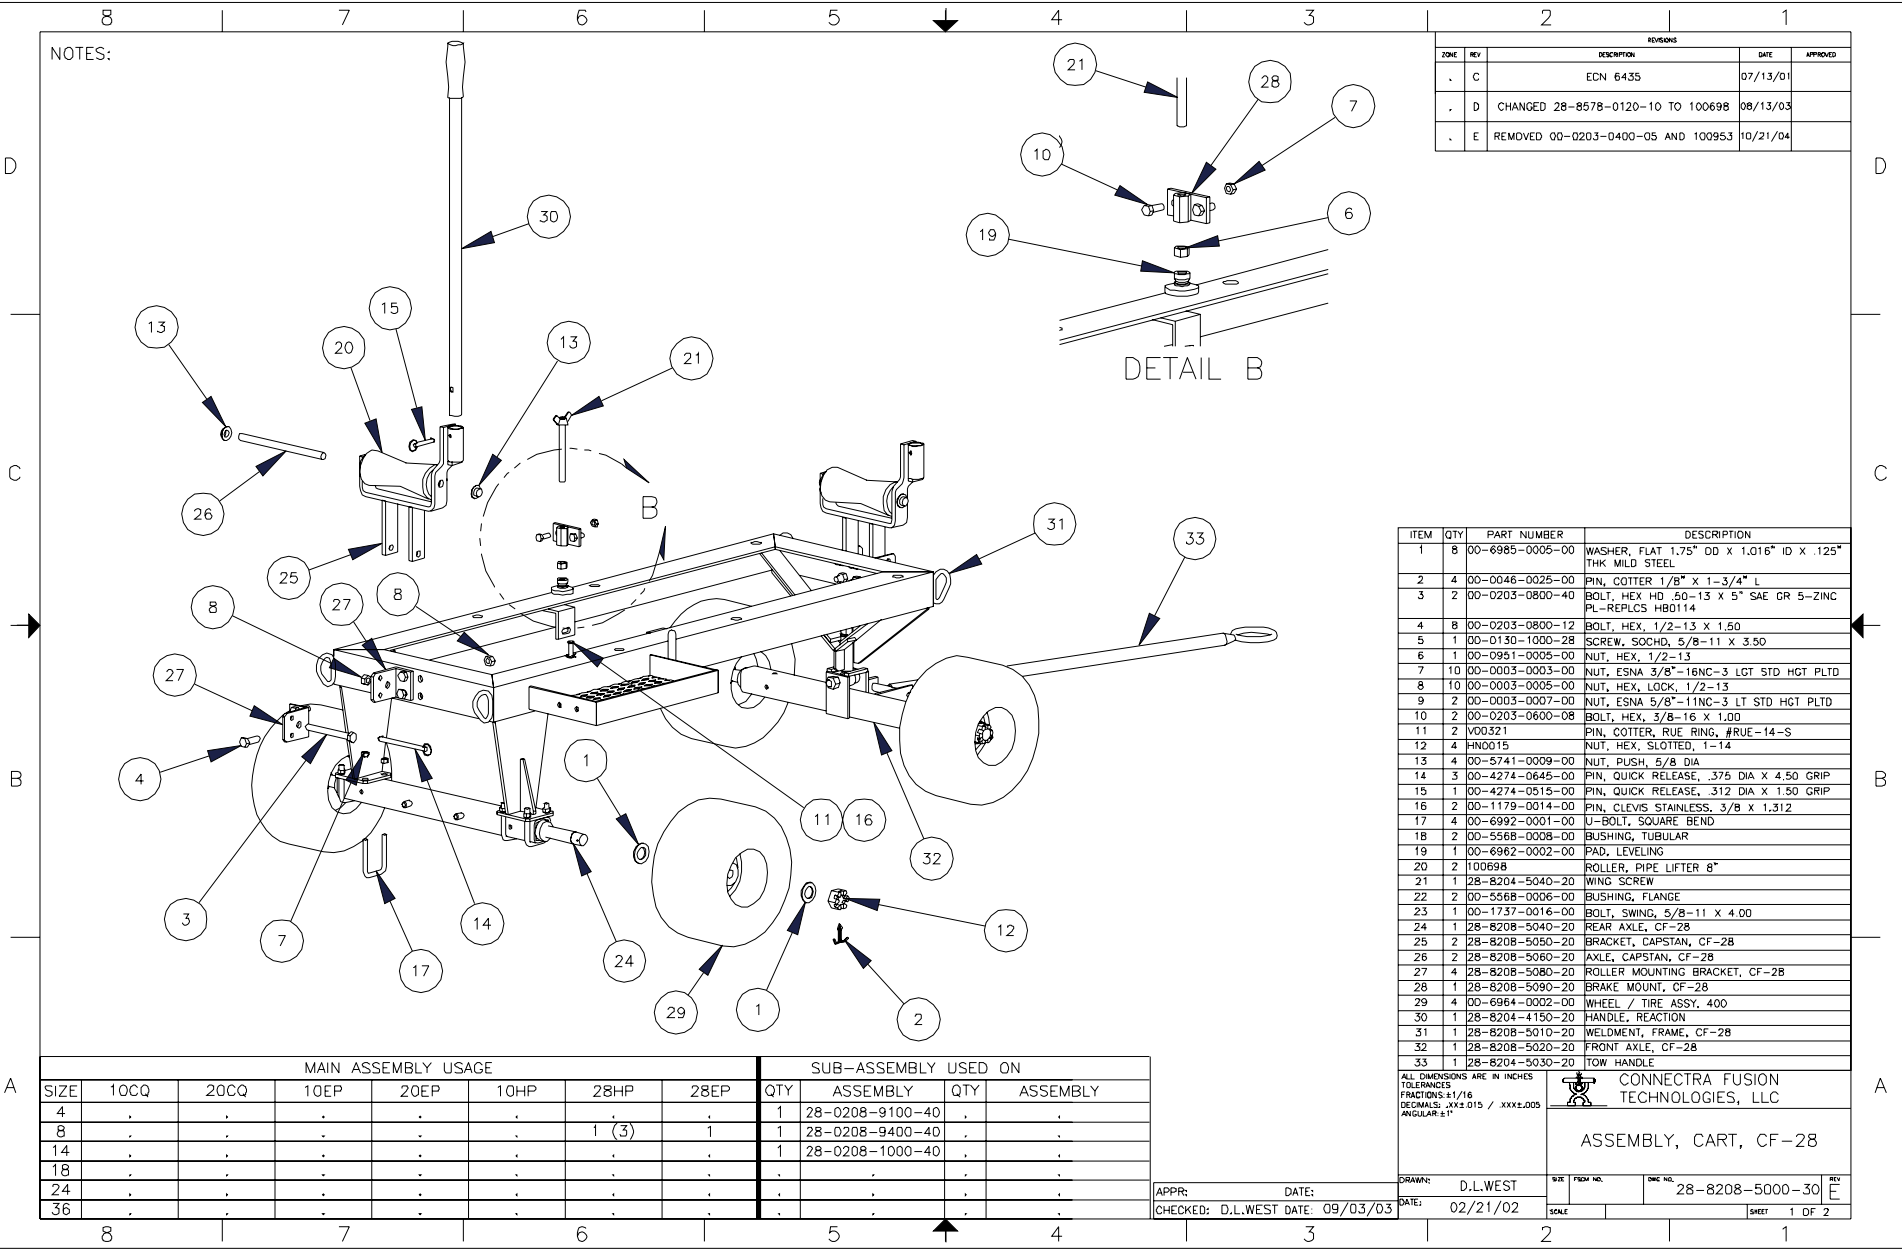 8 7 6 5 4 3 2 1
NOTES:
REVISIONS
ZONE REV DESCRIPTION DATE APPROVED
. C ECN 6435 07/13/01
. D CHANGED 28-8578-0120-10 TO 100698 08/13/03
. E REMOVED 00-0203-0400-05 AND 100953 10/21/04
D D
21
28
7
10
6
19
30
DETAIL B
13
15
20
13
21
C C
26
25
B
31
33
8
27
8
27
4
1
11 16
32
B B
3
7
14
17
24
29
1
12
2
ITEM QTY PART NUMBER DESCRIPTION
1 8 00-6985-0005-00 WASHER, FLAT 1.75" OD X 1.016" ID X .125"
THK MILD STEEL
2 4 00-0046-0025-00 PIN, COTTER 1/8" X 1-3/4" L
3 2 00-0203-0800-40 BOLT, HEX HD .50-13 X 5" SAE GR 5-ZINC
PL-REPLCS HB0114
4 8 00-0203-0800-12 BOLT, HEX, 1/2-13 X 1.50
5 1 00-0130-1000-28 SCREW, SOCHD, 5/8-11 X 3.50
6 1 00-0951-0005-00 NUT, HEX, 1/2-13
7 10 00-0003-0003-00 NUT, ESNA 3/8"-16NC-3 LGT STD HGT PLTD
8 10 00-0003-0005-00 NUT, HEX, LOCK, 1/2-13
9 2 00-0003-0007-00 NUT, ESNA 5/8"-11NC-3 LT STD HGT PLTD
10 2 00-0203-0600-08 BOLT, HEX, 3/8-16 X 1.00
11 2 V00321 PIN, COTTER, RUE RING, #RUE-14-S
12 4 HN0015 NUT, HEX, SLOTTED, 1-14
13 4 00-5741-0009-00 NUT, PUSH, 5/8 DIA
14 3 00-4274-0645-00 PIN, QUICK RELEASE, .375 DIA X 4.50 GRIP
15 1 00-4274-0515-00 PIN, QUICK RELEASE, .312 DIA X 1.50 GRIP
16 2 00-1179-0014-00 PIN, CLEVIS STAINLESS. 3/8 X 1.312
17 4 00-6992-0001-00 U-BOLT, SQUARE BEND
18 2 00-5568-0008-00 BUSHING, TUBULAR
19 1 00-6962-0002-00 PAD, LEVELING
20 2 100698 ROLLER, PIPE LIFTER 8"
21 1 28-8204-5040-20 WING SCREW
22 2 00-5568-0006-00 BUSHING, FLANGE
23 1 00-1737-0016-00 BOLT, SWING, 5/8-11 X 4.00
24 1 28-8208-5040-20 REAR AXLE, CF-28
25 2 28-8208-5050-20 BRACKET, CAPSTAN, CF-28
26 2 28-8208-5060-20 AXLE, CAPSTAN, CF-28
27 4 28-8208-5080-20 ROLLER MOUNTING BRACKET, CF-28
28 1 28-8208-5090-20 BRAKE MOUNT, CF-28
29 4 00-6964-0002-00 WHEEL / TIRE ASSY, 400
30 1 28-8204-4150-20 HANDLE, REACTION
31 1 28-8208-5010-20 WELDMENT, FRAME, CF-28
32 1 28-8208-5020-20 FRONT AXLE, CF-28
33 1 28-8204-5030-20 TOW HANDLE
A A
MAIN ASSEMBLY USAGE SUB-ASSEMBLY USED ON
SIZE 10CQ 20CQ 10EP 20EP 10HP 28HP 28EP QTY ASSEMBLY QTY ASSEMBLY
4 . . . . . . . 1 28-0208-9100-40 . .
8 . . . . . 1 (3) 1 1 28-0208-9400-40 . .
14 . . . . . . . 1 28-0208-1000-40 . .
18 . . . . . . . . . . .
24 . . . . . . . . . . .
36 . . . . . . . . . . .
ALL DIMENSIONS ARE IN INCHES
TOLERANCES
FRACTIONS:±1/16
DECIMALS: .XX±.015 / .XXX±.005
ANGULAR:±1°
CONNECTRA FUSION
TECHNOLOGIES, LLC
ASSEMBLY, CART, CF-28
APPR: DATE:
CHECKED: D.L.WEST DATE: 09/03/03
DRAWN: D.L.WEST
DATE: 02/21/02
SIZE FSCM NO. DWG NO. 28-8208-5000-30 REV E
SCALE SHEET 1 OF 2
8 7 6 5 4 3 2 1